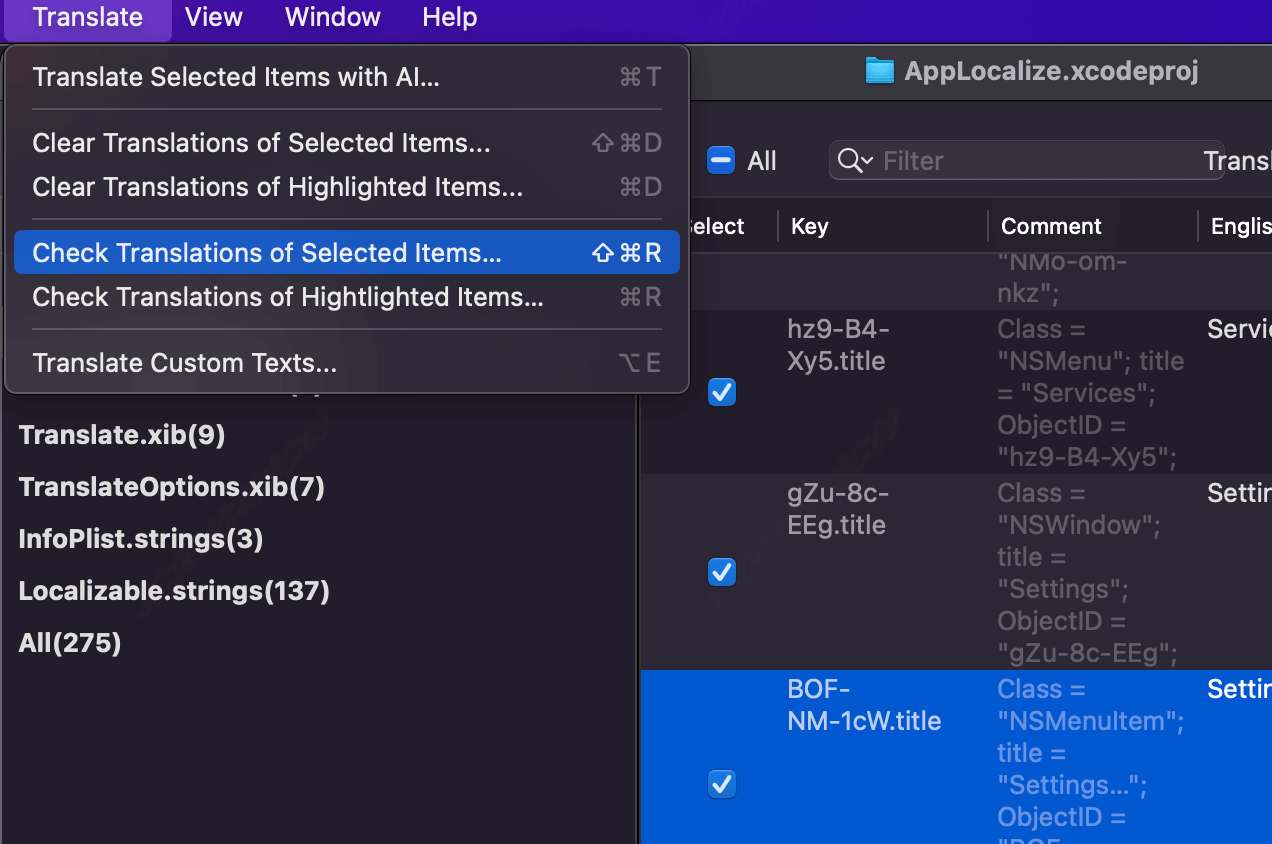 Translate View Window Help
Translate Selected Items with AI... ⌘T
Clear Translations of Selected Items... ⇧⌘D
Clear Translations of Highlighted Items... ⌘D
Check Translations of Selected Items... ⇧⌘R
Check Translations of Hightlighted Items... ⌘R
Translate Custom Texts... ⌥E
Translate.xib(9)
TranslateOptions.xib(7)
InfoPlist.strings(3)
Localizable.strings(137)
All(275)
AppLocalize.xcodeproj
All Filter Transl
elect Key Comment Englis
"NMo-om-
nkz";
hz9-B4-
Xy5.title
Class =
"NSMenu"; title
= "Services";
ObjectID =
"hz9-B4-Xy5";
Servi
gZu-8c-
EEg.title
Class =
"NSWindow";
title =
"Settings";
ObjectID =
"gZu-8c-EEg";
Settin
BOF-
NM-1cW.title
Class =
"NSMenuItem";
title =
"Settings...";
ObjectID =
"BOF-
Settin